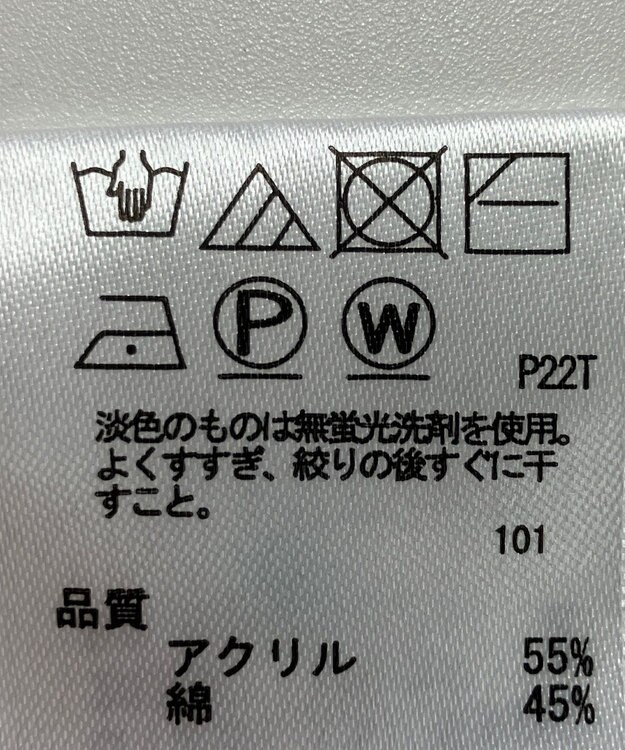 P
W
P22T
淡色のものは無蛍光洗剤を使用。
よくすすぎ、絞りの後すぐに干
すこと。
101
品質
アクリル 55%
綿 45%